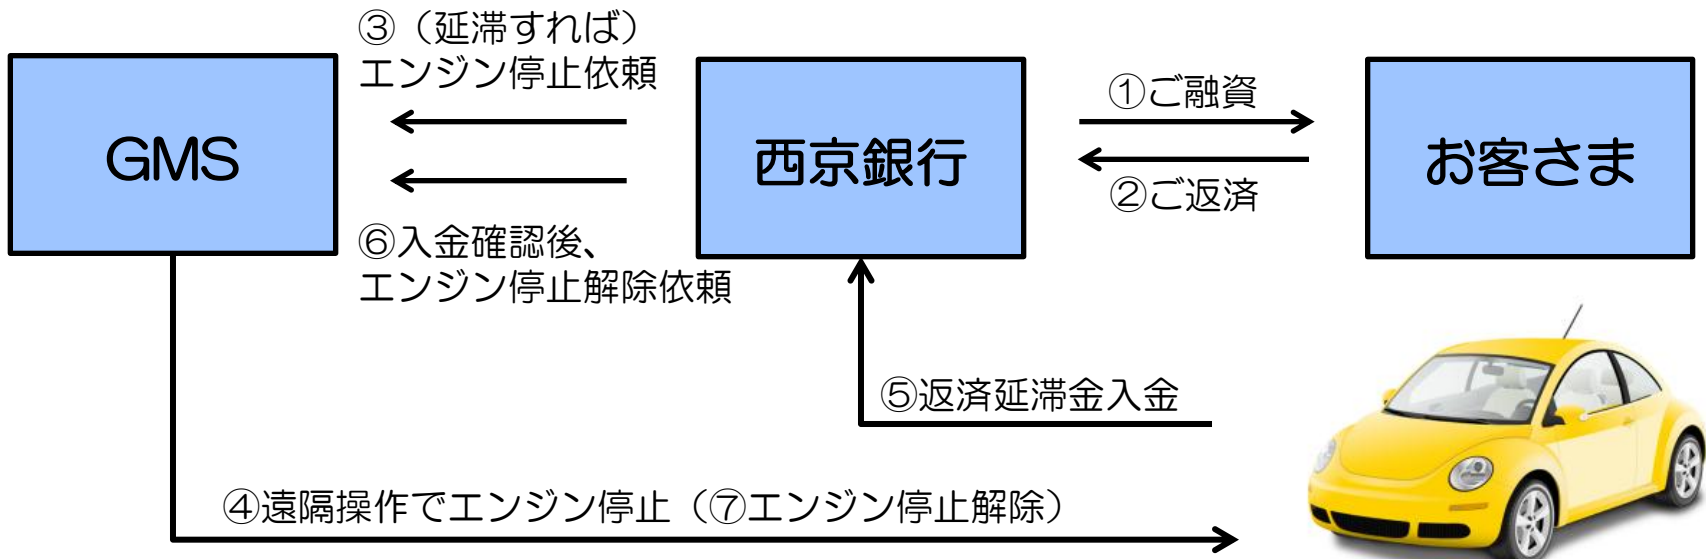 ③（延滞すれば）
エンジン停止依頼
GMS
西京銀行
①ご融資
②ご返済
お客さま
⑥入金確認後、
エンジン停止解除依頼
⑤返済延滞金入金
④遠隔操作でエンジン停止（⑦エンジン停止解除）